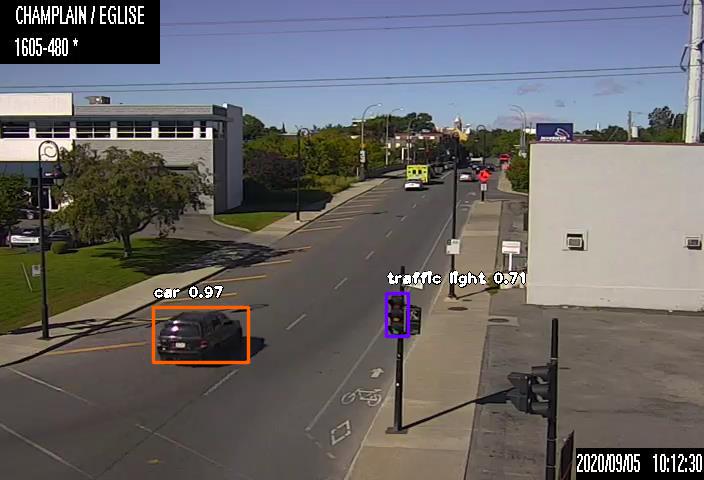 CHAMPLAIN / EGLISE
1605-480 *
traffic light 0.71
car 0.97
2020/09/05 10:12:30